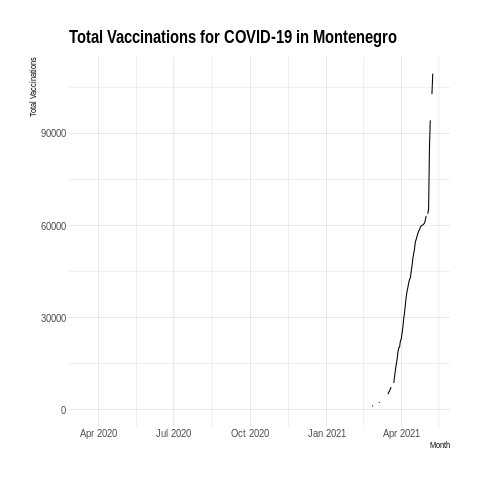 Total Vaccinations for COVID-19 in Montenegro
Total Vaccinations
90000
60000
30000
0
Apr 2020 Jul 2020 Oct 2020 Jan 2021 Apr 2021
Month